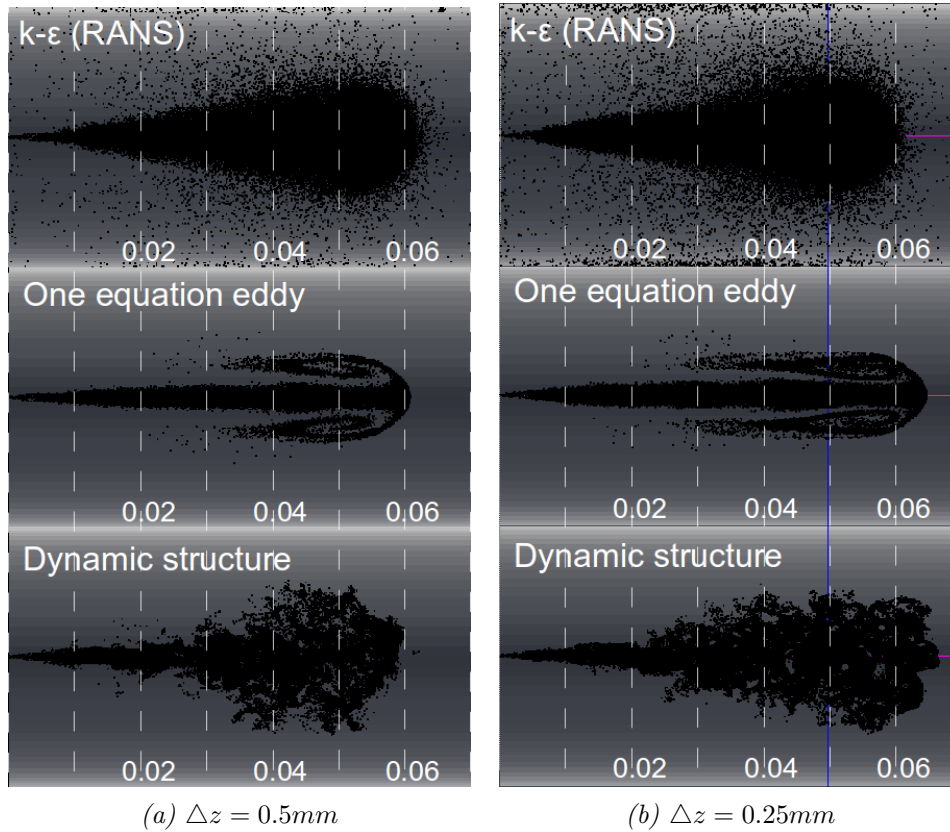 k-ε (RANS)
0.02 0.04 0.06
One equation eddy
0.02 0.04 0.06
Dynamic structure
0.02 0.04 0.06
(a) △z = 0.5mm
k-ε (RANS)
0.02 0.04 0.06
One equation eddy
0.02 0.04 0.06
Dynamic structure
0.02 0.04 0.06
(b) △z = 0.25mm